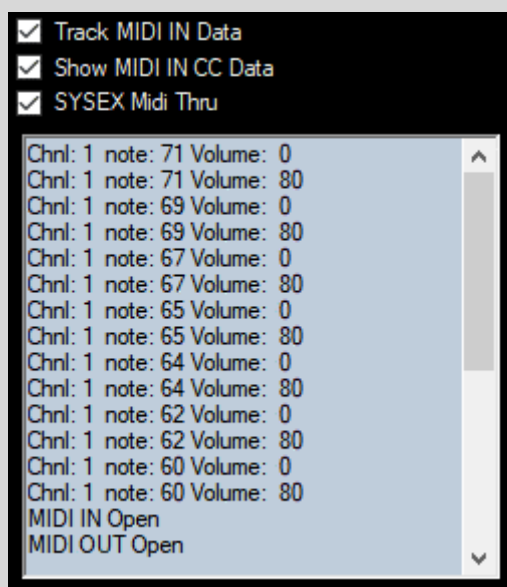 Track MIDI IN Data
Show MIDI IN CC Data
SYSEX Midi Thru
Chnl: 1 note: 71 Volume: 0
Chnl: 1 note: 71 Volume: 80
Chnl: 1 note: 69 Volume: 0
Chnl: 1 note: 69 Volume: 80
Chnl: 1 note: 67 Volume: 0
Chnl: 1 note: 67 Volume: 80
Chnl: 1 note: 65 Volume: 0
Chnl: 1 note: 65 Volume: 80
Chnl: 1 note: 64 Volume: 0
Chnl: 1 note: 64 Volume: 80
Chnl: 1 note: 62 Volume: 0
Chnl: 1 note: 62 Volume: 80
Chnl: 1 note: 60 Volume: 0
Chnl: 1 note: 60 Volume: 80
MIDI IN Open
MIDI OUT Open